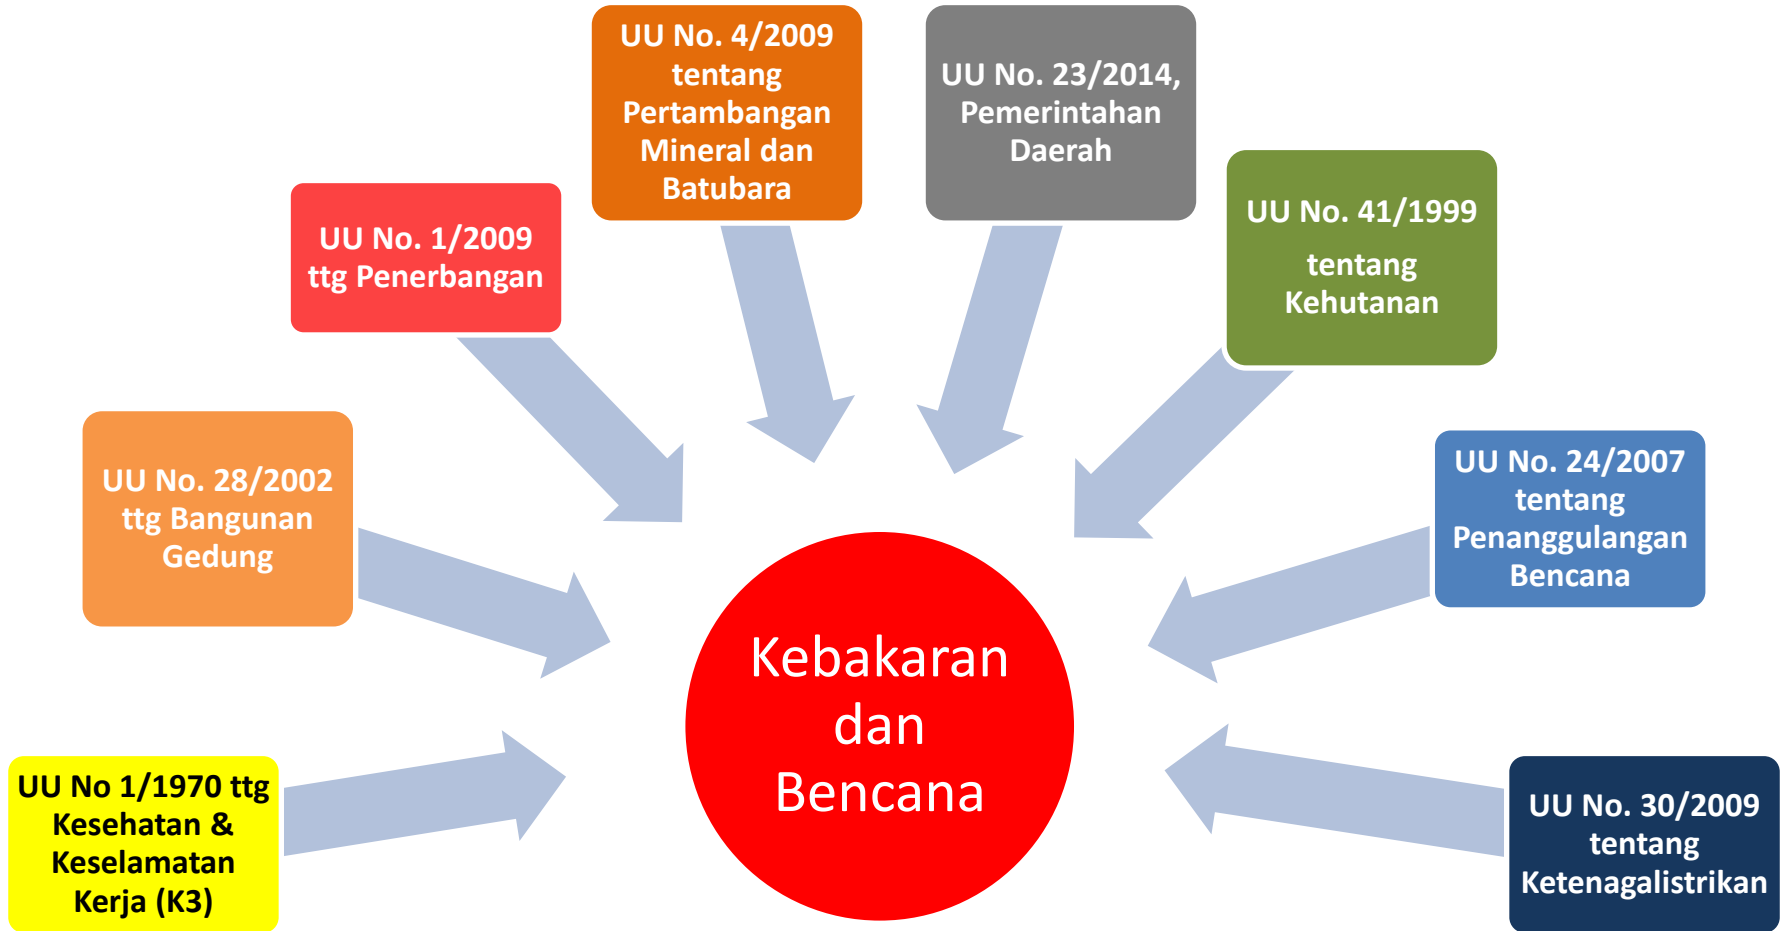 UU No. 4/2009
tentang
Pertambangan
Mineral dan
Batubara
UU No. 23/2014,
Pemerintahan
Daerah
UU No. 1/2009
ttg Penerbangan
UU No. 41/1999
tentang
Kehutanan
UU No. 28/2002
ttg Bangunan
Gedung
UU No. 24/2007
tentang
Penanggulangan
Bencana
Kebakaran
dan
Bencana
UU No 1/1970 ttg
Kesehatan &
Keselamatan
Kerja (K3)
UU No. 30/2009
tentang
Ketenagalistrikan